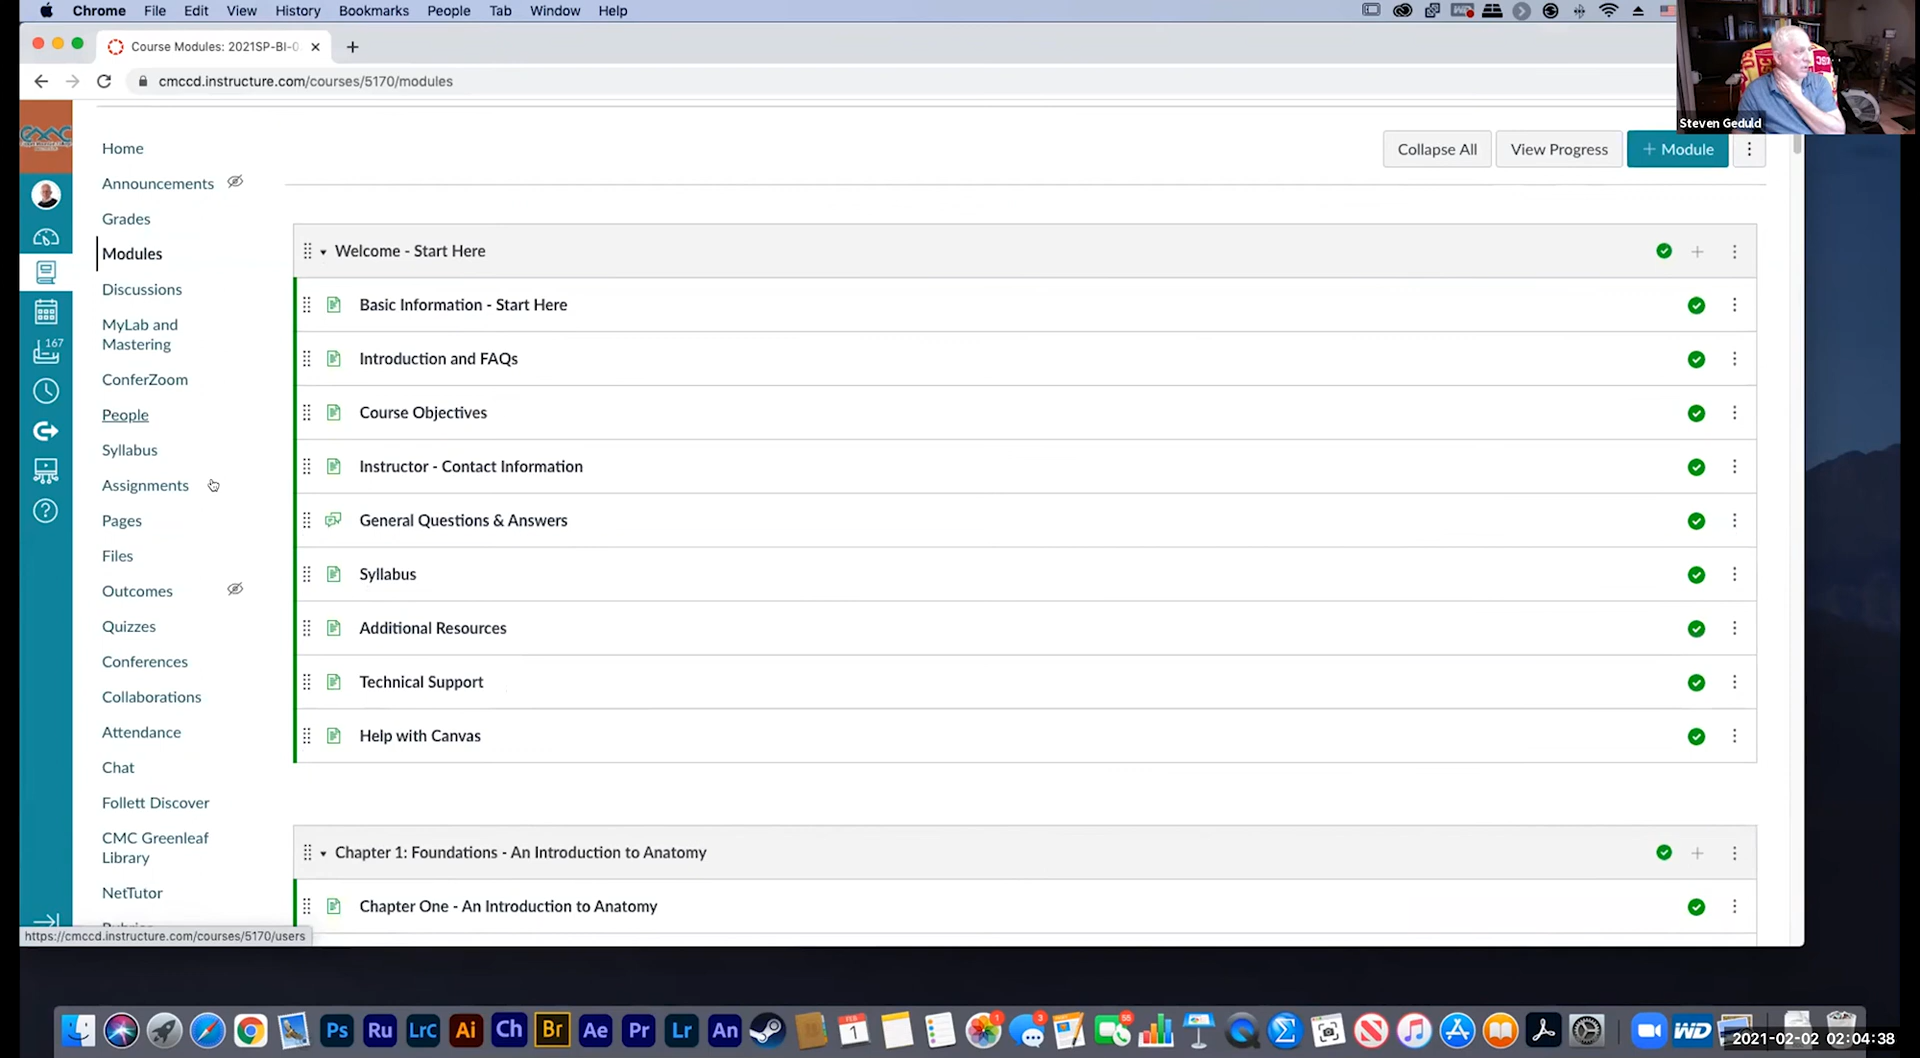 Chrome File Edit View History Bookmarks People Tab Window Help
Course Modules: 2021SP-BI-0
cmccd.instructure.com/courses/5170/modules
Steven Geduld
Collapse All
View Progress
+ Module
CMC
167
Home
Announcements
Grades
Modules
Discussions
MyLab and
Mastering
ConferZoom
People
Syllabus
Assignments
Pages
Files
Outcomes
Quizzes
Conferences
Collaborations
Attendance
Chat
Follett Discover
CMC Greenleaf
Library
NetTutor
https://cmccd.instructure.com/courses/5170/users
Welcome - Start Here
Basic Information - Start Here
Introduction and FAQs
Course Objectives
Instructor - Contact Information
General Questions & Answers
Syllabus
Additional Resources
Technical Support
Help with Canvas
Chapter 1: Foundations - An Introduction to Anatomy
Chapter One - An Introduction to Anatomy
Ps Ru LrC Ai Ch Br Ae Pr Lr An FEB 1 1 3 55 WD
2021-02-02 02:04:38